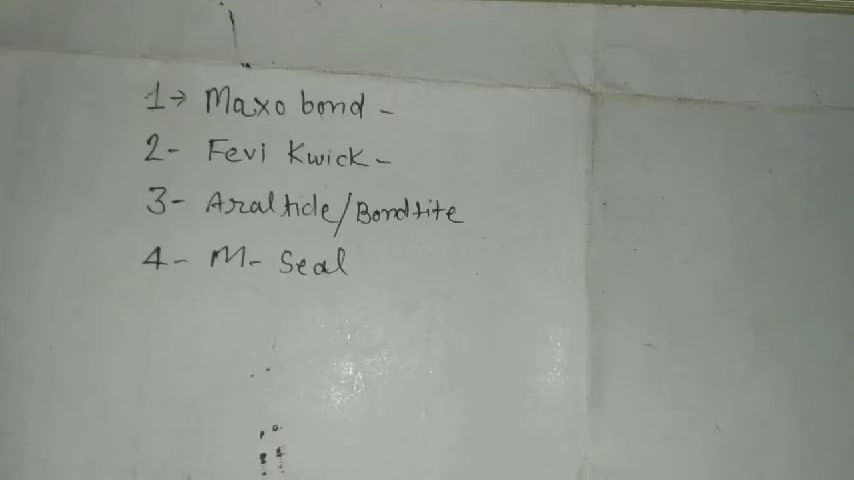 1→ Maxo bond -
2- Fevi Kwick -
3- Araltide/Bondtite
4- M- Seal